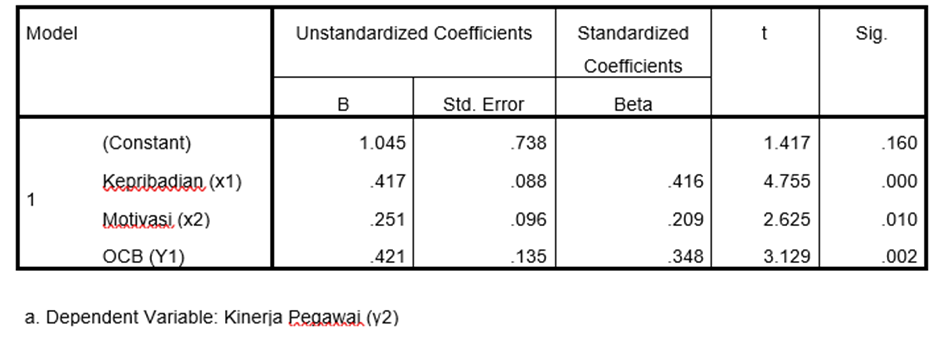 Model Unstandardized Coefficients Standardized Coefficients t Sig.
B Std. Error Beta
1 (Constant) 1.045 .738 1.417 .160
Kepribadian (x1) .417 .088 .416 4.755 .000
Motivasi (x2) .251 .096 .209 2.625 .010
OCB (Y1) .421 .135 .348 3.129 .002
a. Dependent Variable: Kinerja Pegawai (y2)